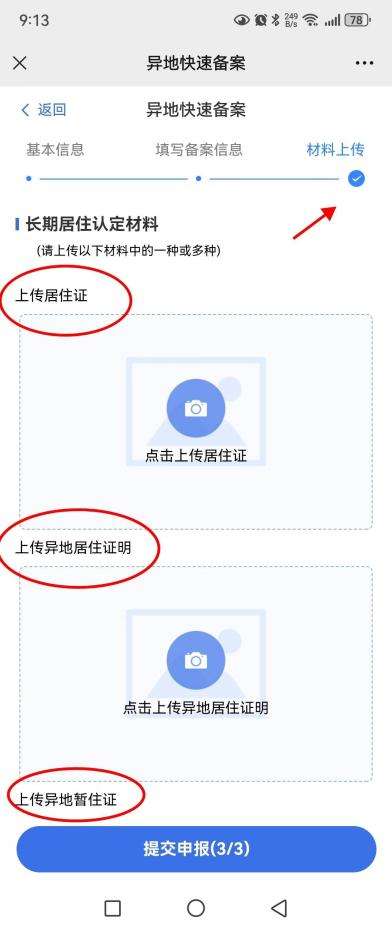 9:13
249
B/s
78
异地快速备案
返回
异地快速备案
基本信息
填写备案信息
材料上传
长期居住认定材料
(请上传以下材料中的一种或多种)
上传居住证
点击上传居住证
上传异地居住证明
点击上传异地居住证明
上传异地暂住证
提交申报(3/3)